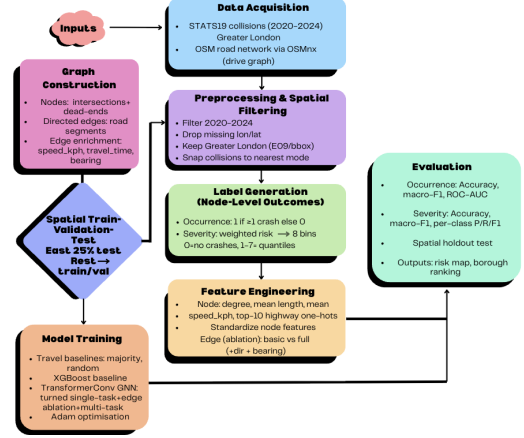 Inputs
Data Acquisition
• STATS19 collisions (2020–2024)
Greater London
• OSM road network via OSMnx
(drive graph)
Graph
Construction
• Nodes: intersections+
dead-ends
• Directed edges: road
segments
• Edge enrichment:
speed_kph, travel_time,
bearing
Preprocessing & Spatial
Filtering
• Filter 2020–2024
• Drop missing lon/lat
• Keep Greater London (E09/bbox)
• Snap collisions to nearest mode
Spatial Train-
Validation-
Test
East 25% test
Rest →
train/val
Label Generation
(Node-Level Outcomes)
• Occurrence: 1 if ≥1 crash else 0
• Severity: weighted risk → 8 bins
0=no crashes, 1-7= quantiles
Feature Engineering
• Node: degree, mean length, mean
• speed_kph, top-10 highway one-hots
• Standardize node features
Edge (ablation): basic vs full
(+dir + bearing)
Model Training
• Travel baselines: majority,
random
• XGBoost baseline
• TransformerConv GNN:
turned single-task+edge
ablation+multi-task
• Adam optimisation
Evaluation
• Occurrence: Accuracy,
macro-F1, ROC-AUC
• Severity: Accuracy,
macro-F1, per-class P/R/F1
• Spatial holdout test
• Outputs: risk map, borough
ranking